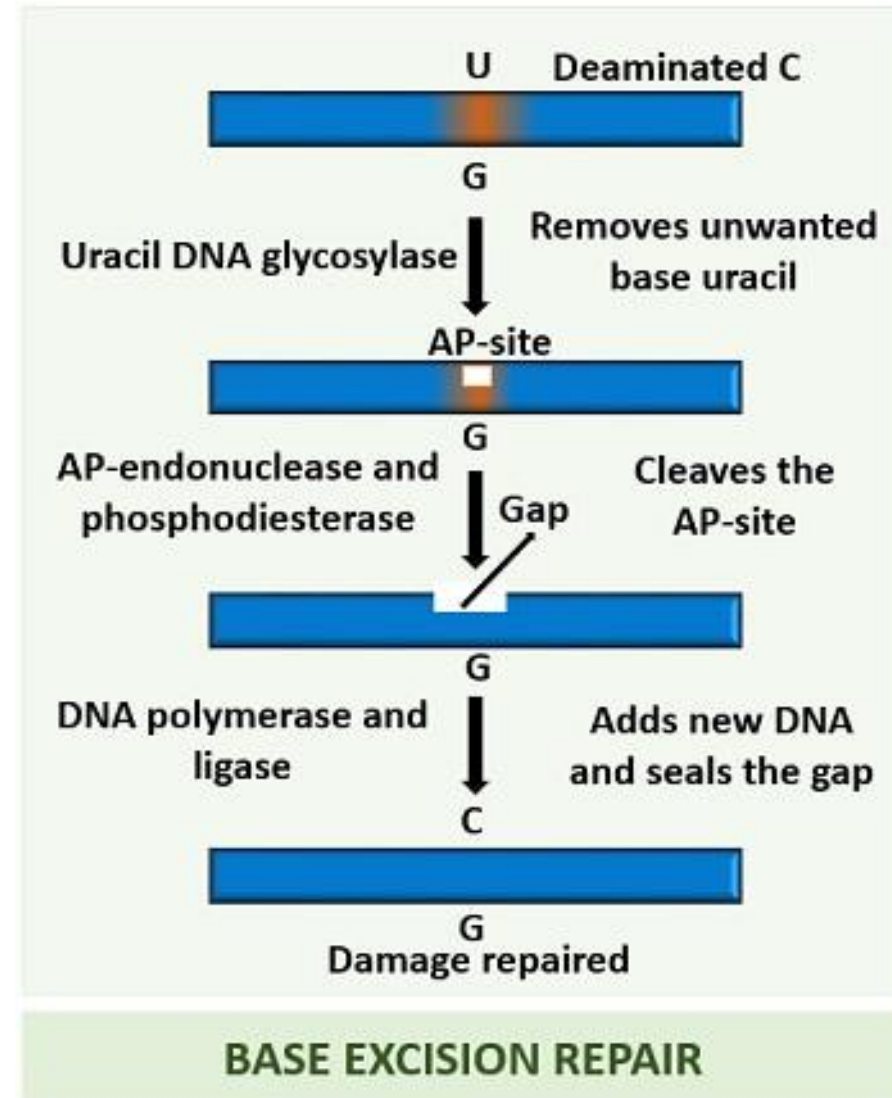 U Deaminated C
G
Uracil DNA glycosylase
Removes unwanted
base uracil
AP-site
G
AP-endonuclease and
phosphodiesterase
Gap
Cleaves the
AP-site
G
DNA polymerase and
ligase
Adds new DNA
and seals the gap
C
G
Damage repaired
BASE EXCISION REPAIR